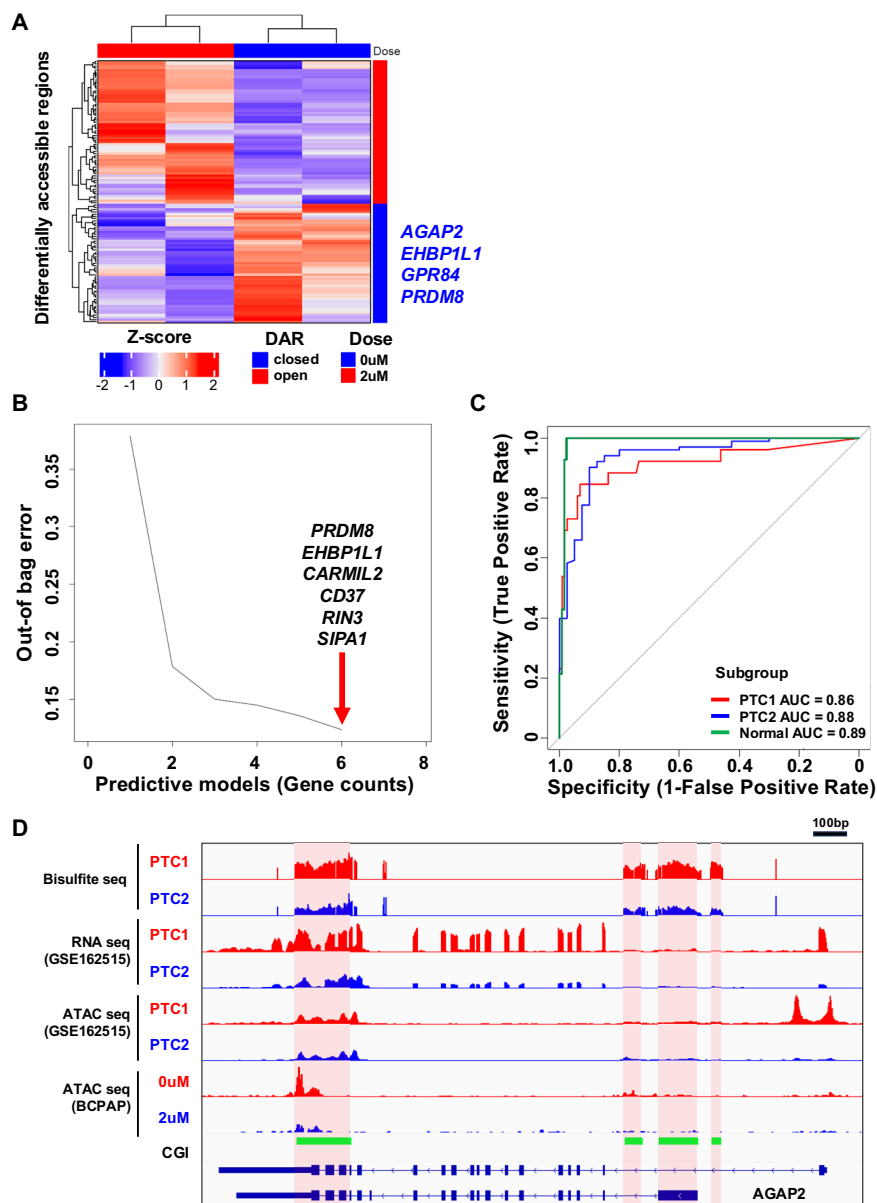 A
Dose
Differentially accessible regions
AGAP2
EHBP1L1
GPR84
PRDM8
Z-score
DAR
Dose
-2 -1 0 1 2
closed
open
0uM
2uM
B
Out-of bag error
0.15 0.20 0.25 0.3 0.35
PRDM8
EHBP1L1
CARMIL2
CD37
RIN3
SIPA1
0 2 4 6 8
Predictive models (Gene counts)
C
Sensitivity (True Positive Rate)
0 0.2 0.4 0.6 0.8 1.0
Subgroup
PTC1 AUC = 0.86
PTC2 AUC = 0.88
Normal AUC = 0.89
1.0 0.8 0.6 0.4 0.2 0
Specificity (1-False Positive Rate)
D
100bp
Bisulfite seq
PTC1
PTC2
RNA seq
(GSE162515)
PTC1
PTC2
ATAC seq
(GSE162515)
PTC1
PTC2
ATAC seq
(BCPAP)
0uM
2uM
CGI
AGAP2